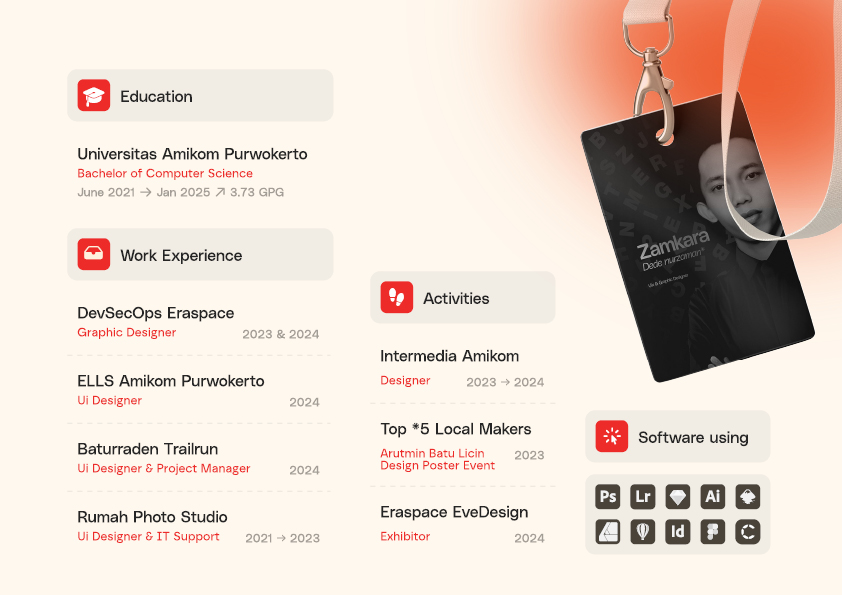 Education
Universitas Amikom Purwokerto
Bachelor of Computer Science
June 2021 → Jan 2025 ↗ 3.73 GPG
Work Experience
DevSecOps Eraspace
Graphic Designer
2023 & 2024
ELLS Amikom Purwokerto
Ui Designer
2024
Baturraden Trailrun
Ui Designer & Project Manager
2024
Rumah Photo Studio
Ui Designer & IT Support
2021 → 2023
Activities
Intermedia Amikom
Designer
2023 → 2024
Top *5 Local Makers
Arutmin Batu Licin
Design Poster Event
2023
Eraspace EveDesign
Exhibitor
2024
Zamkara
Dede nurzaman*
Uix & Graphic Designer
Software using
Ps Lr Ai
Id